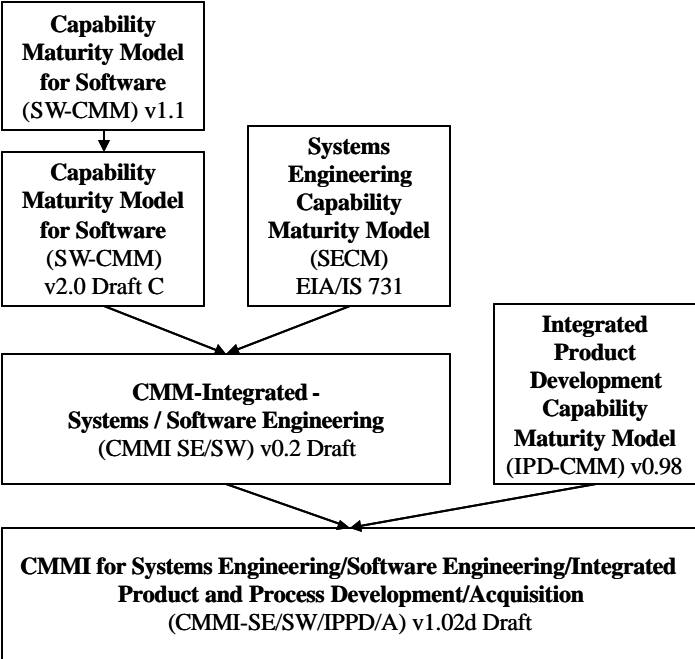 Capability
Maturity Model
for Software
(SW-CMM) v1.1
Capability
Maturity Model
for Software
(SW-CMM)
v2.0 Draft C
Systems
Engineering
Capability
Maturity Model
(SECM)
EIA/IS 731
Integrated
Product
Development
Capability
Maturity Model
(IPD-CMM) v0.98
CMM-Integrated -
Systems / Software Engineering
(CMMI SE/SW) v0.2 Draft
CMMI for Systems Engineering/Software Engineering/Integrated
Product and Process Development/Acquisition
(CMMI-SE/SW/IPPD/A) v1.02d Draft